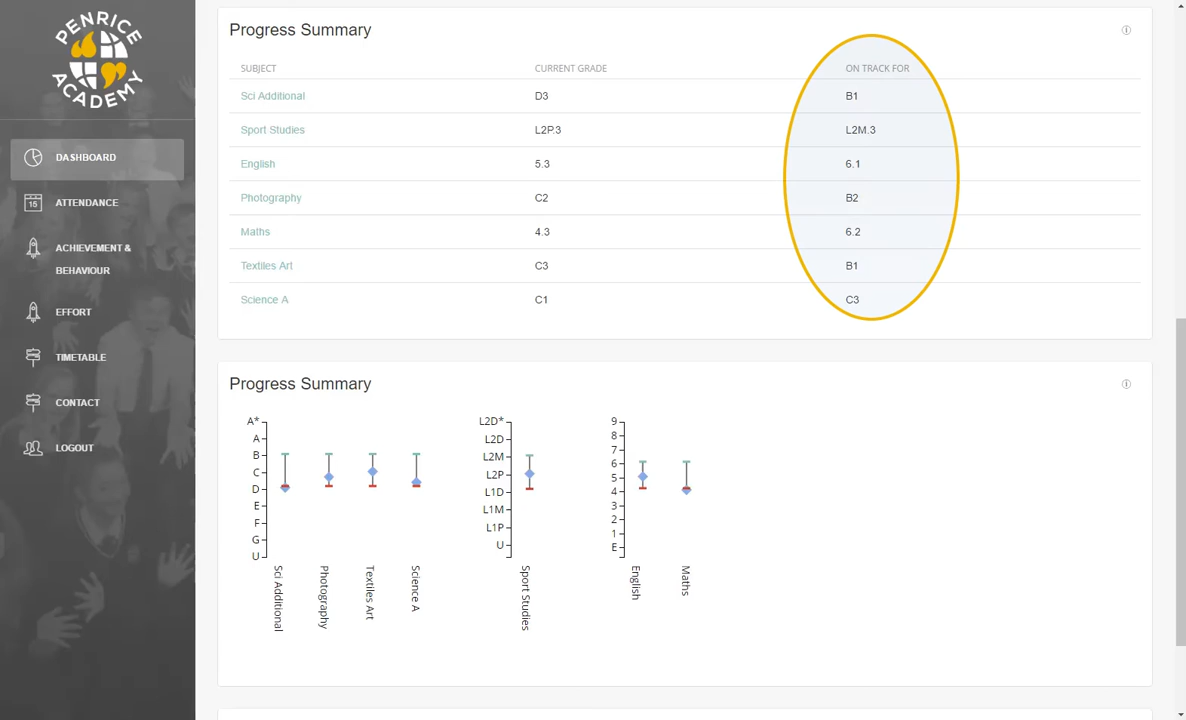 PENRICE
ACADEMY
DASHBOARD
15 ATTENDANCE
ACHIEVEMENT &
BEHAVIOUR
EFFORT
TIMETABLE
CONTACT
LOGOUT
Progress Summary
SUBJECT CURRENT GRADE ON TRACK FOR
Sci Additional D3 B1
Sport Studies L2P.3 L2M.3
English 5.3 6.1
Photography C2 B2
Maths 4.3 6.2
Textiles Art C3 B1
Science A C1 C3
Progress Summary
A*
A
B
C
D
E
F
G
U
Sci Additional
Photography
Textiles Art
Science A
L2D*
L2D
L2M
L2P
L1D
L1M
L1P
U
Sport Studies
9
8
7
6
5
4
3
2
1
E
English
Maths